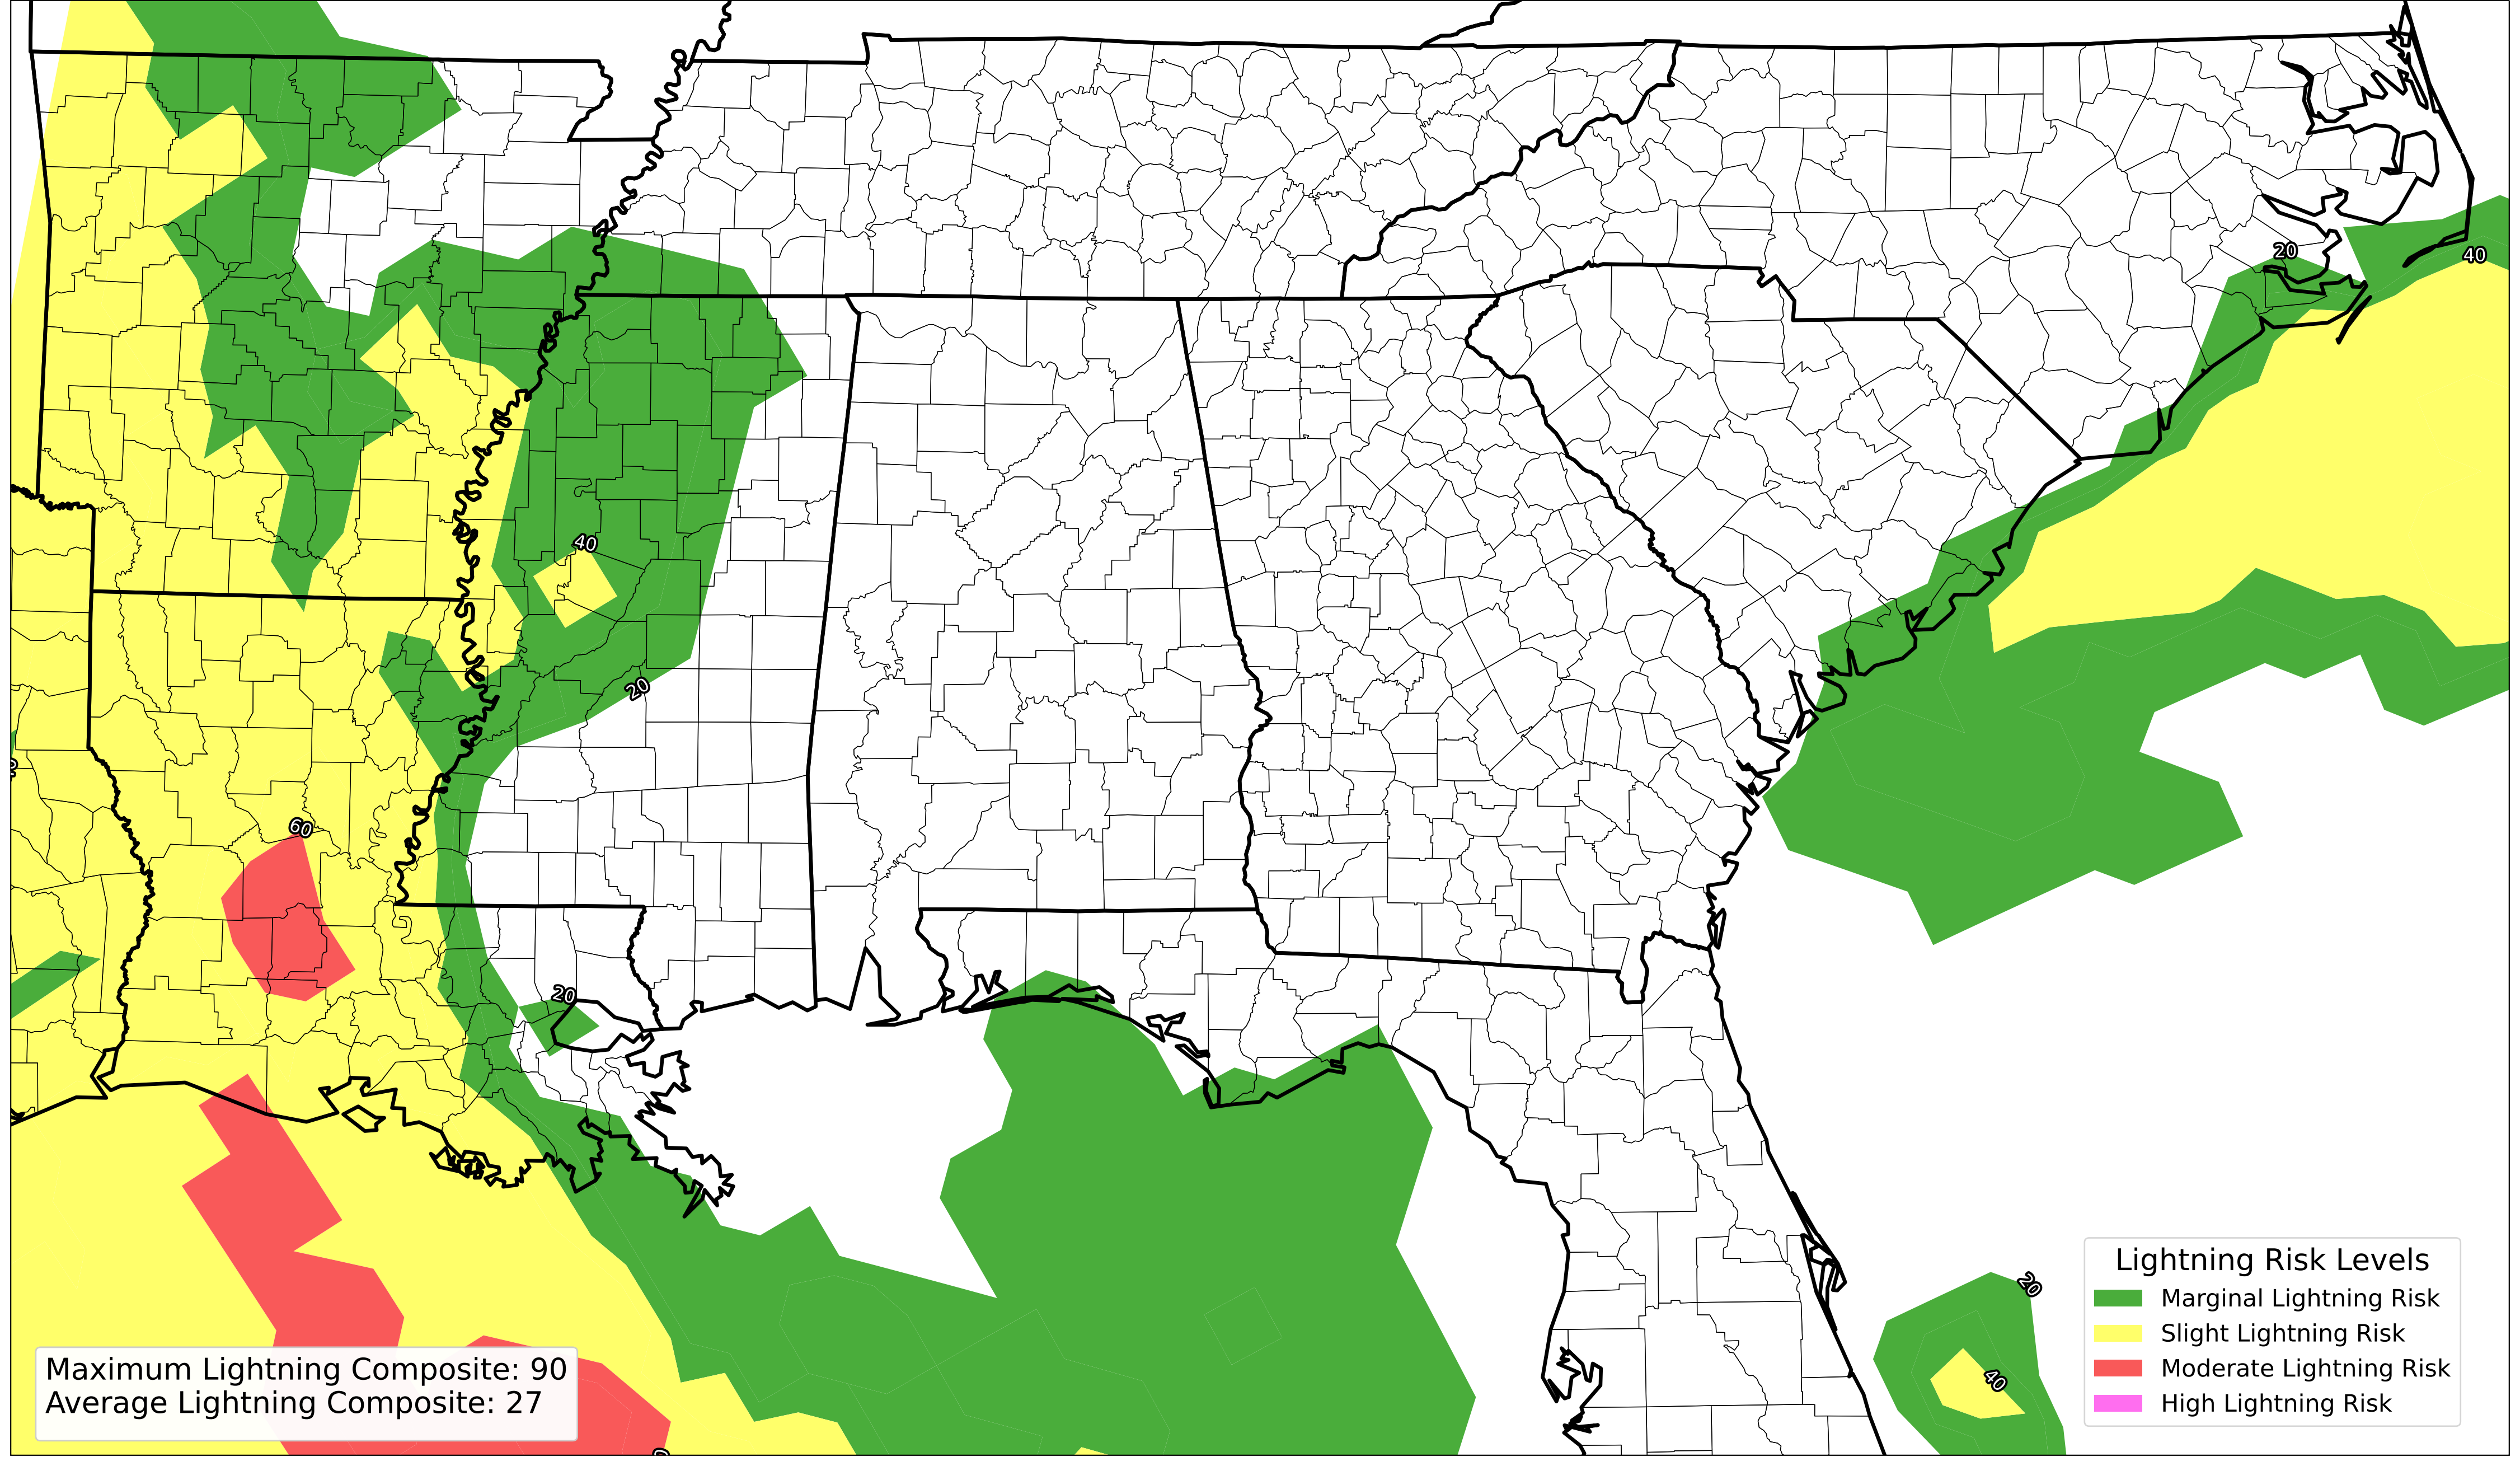 20
40
40
20
60
20
20
40
Maximum Lightning Composite: 90
Average Lightning Composite: 27
Lightning Risk Levels
Marginal Lightning Risk
Slight Lightning Risk
Moderate Lightning Risk
High Lightning Risk